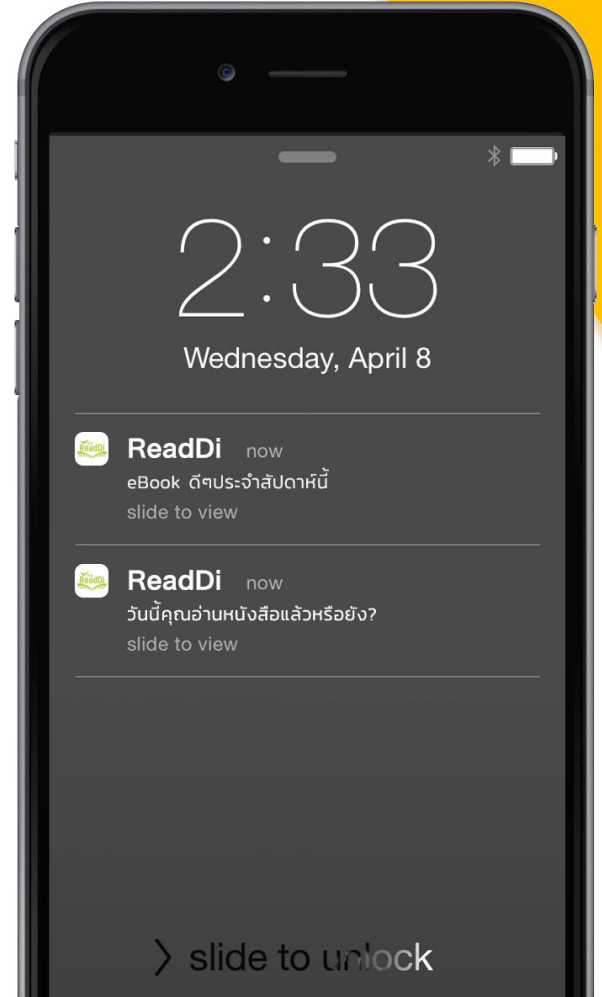 2:33
Wednesday, April 8
ReadDi now
eBook ดีๆประจำสัปดาห์นี้
slide to view
ReadDi now
วันนี้คุณอ่านหนังสือแล้วหรือยัง?
slide to view
> slide to unlock